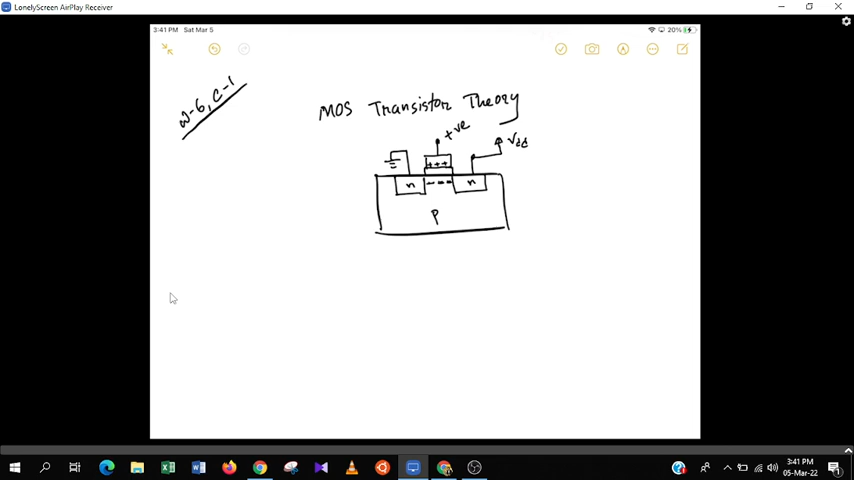 LonelyScreen AirPlay Receiver
3:41 PM Sat Mar 5
20%
W-6, C-1
MOS Transistor Theory
+ve
Vdd
+++
n --- n
P
3:41 PM
05-Mar-22